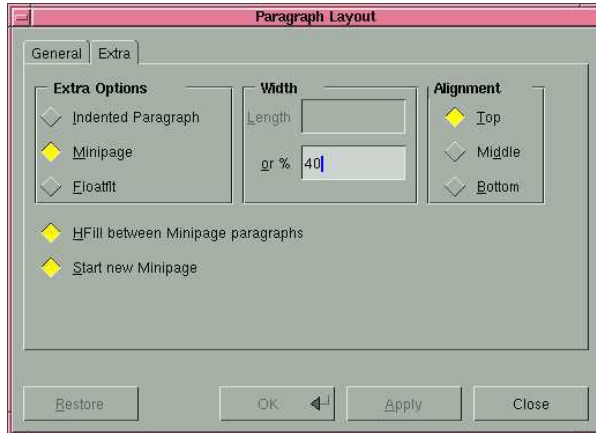 Paragraph Layout
General Extra
Extra Options Width Alignment
Indented Paragraph Length Top
Minipage or % 40 Middle
Floatflt Bottom
HFill between Minipage paragraphs
Start new Minipage
Restore OK Apply Close